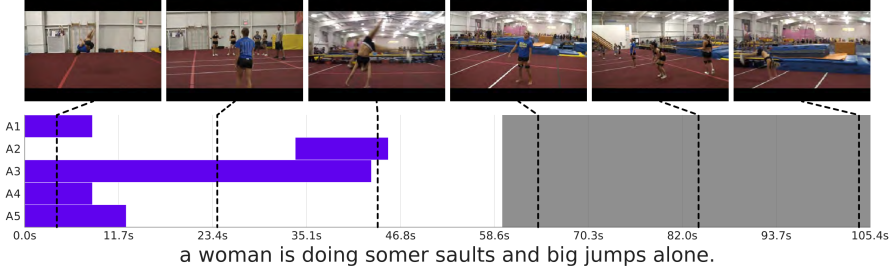 A1
A2
A3
A4
A5
0.0s 11.7s 23.4s 35.1s 46.8s 58.6s 70.3s 82.0s 93.7s 105.4s
a woman is doing somer saults and big jumps alone.